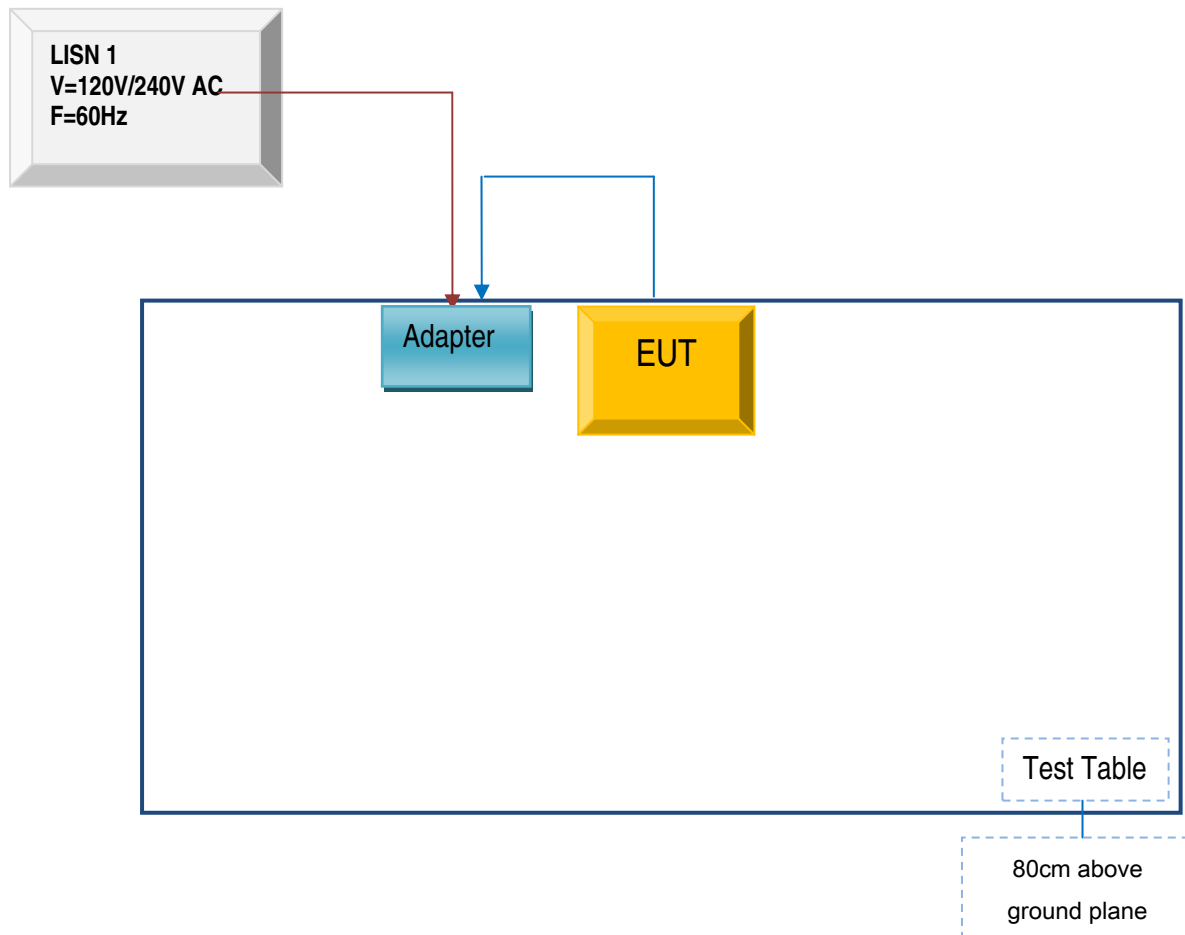 LISN 1
V=120V/240V AC
F=60Hz
Adapter
EUT
Test Table
80cm above
ground plane